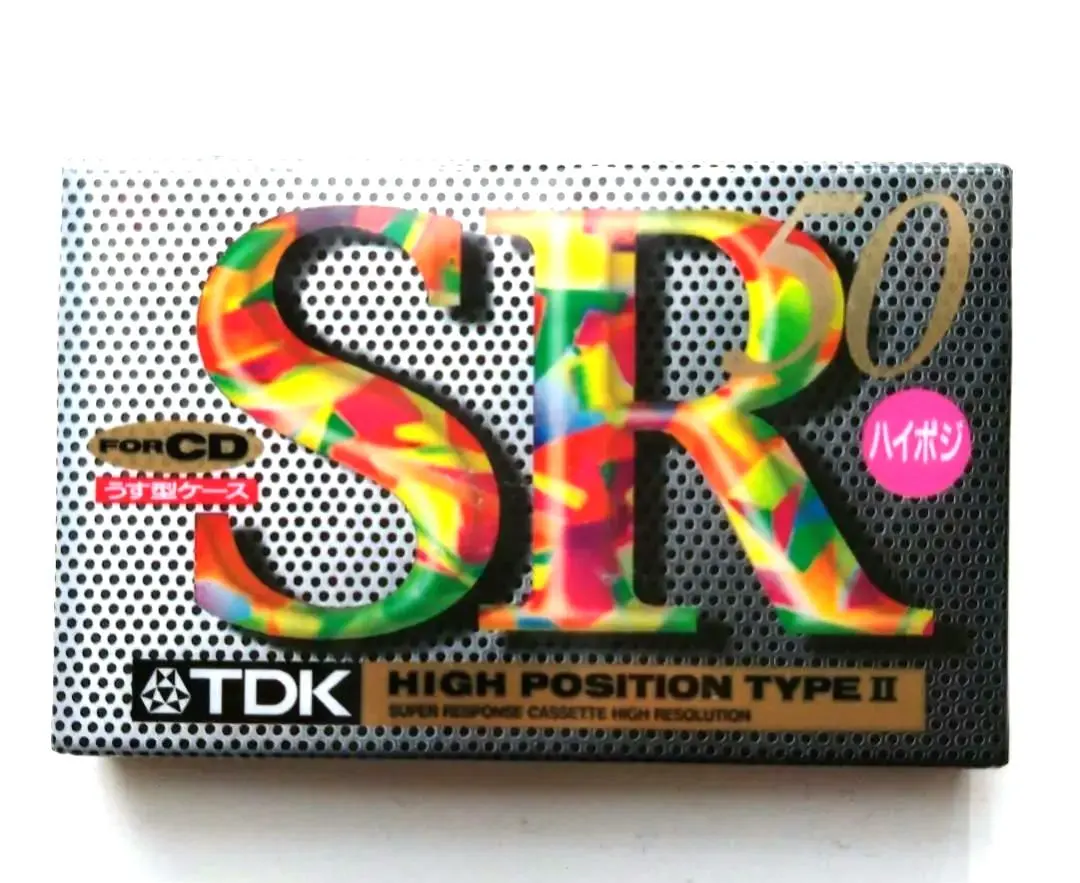 SR
50
ハイポジ
FOR CD
うす型ケース
TDK
HIGH POSITION TYPE II
SUPER RESPONSE CASSETTE HIGH RESOLUTION